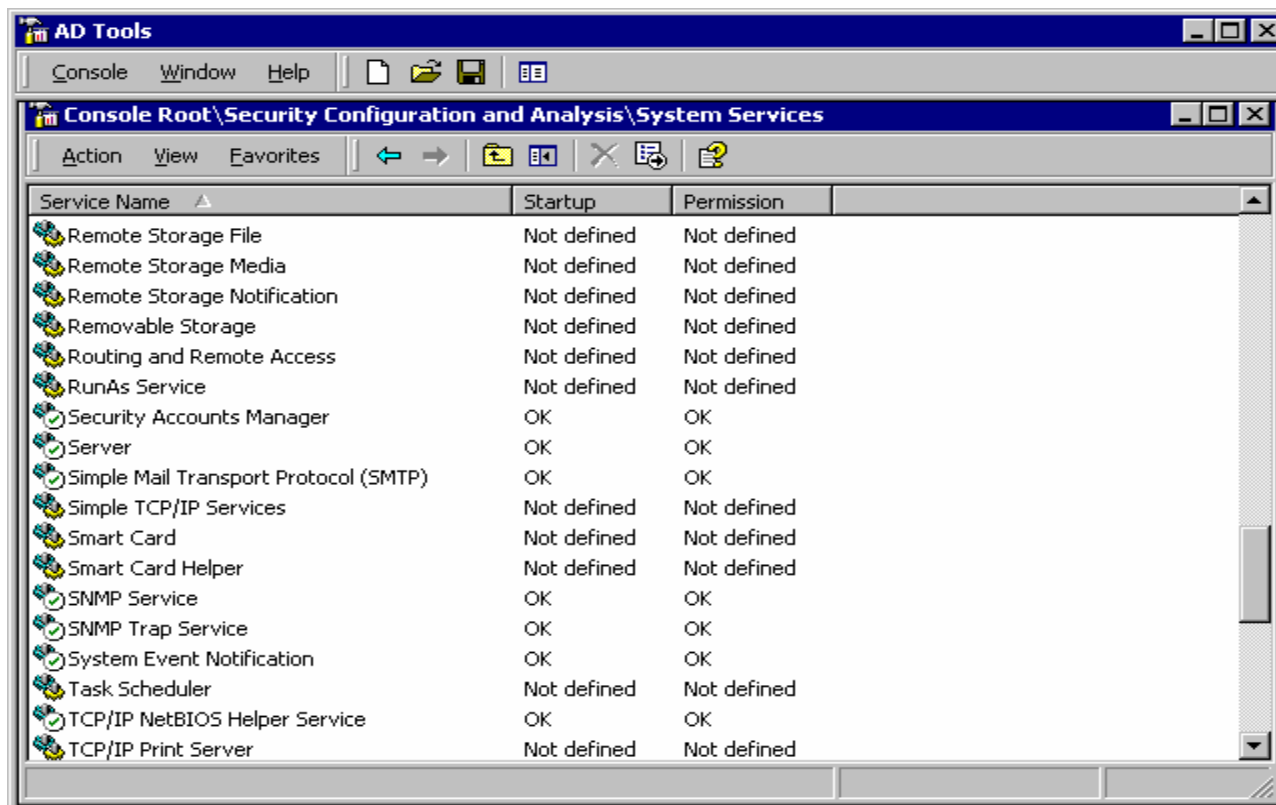 AD Tools
Console Window Help
Console Root\Security Configuration and Analysis\System Services
Action View Favorites
Service Name Startup Permission
Remote Storage File Not defined Not defined
Remote Storage Media Not defined Not defined
Remote Storage Notification Not defined Not defined
Removable Storage Not defined Not defined
Routing and Remote Access Not defined Not defined
RunAs Service Not defined Not defined
Security Accounts Manager OK OK
Server OK OK
Simple Mail Transport Protocol (SMTP) OK OK
Simple TCP/IP Services Not defined Not defined
Smart Card Not defined Not defined
Smart Card Helper Not defined Not defined
SNMP Service OK OK
SNMP Trap Service OK OK
System Event Notification OK OK
Task Scheduler Not defined Not defined
TCP/IP NetBIOS Helper Service OK OK
TCP/IP Print Server Not defined Not defined